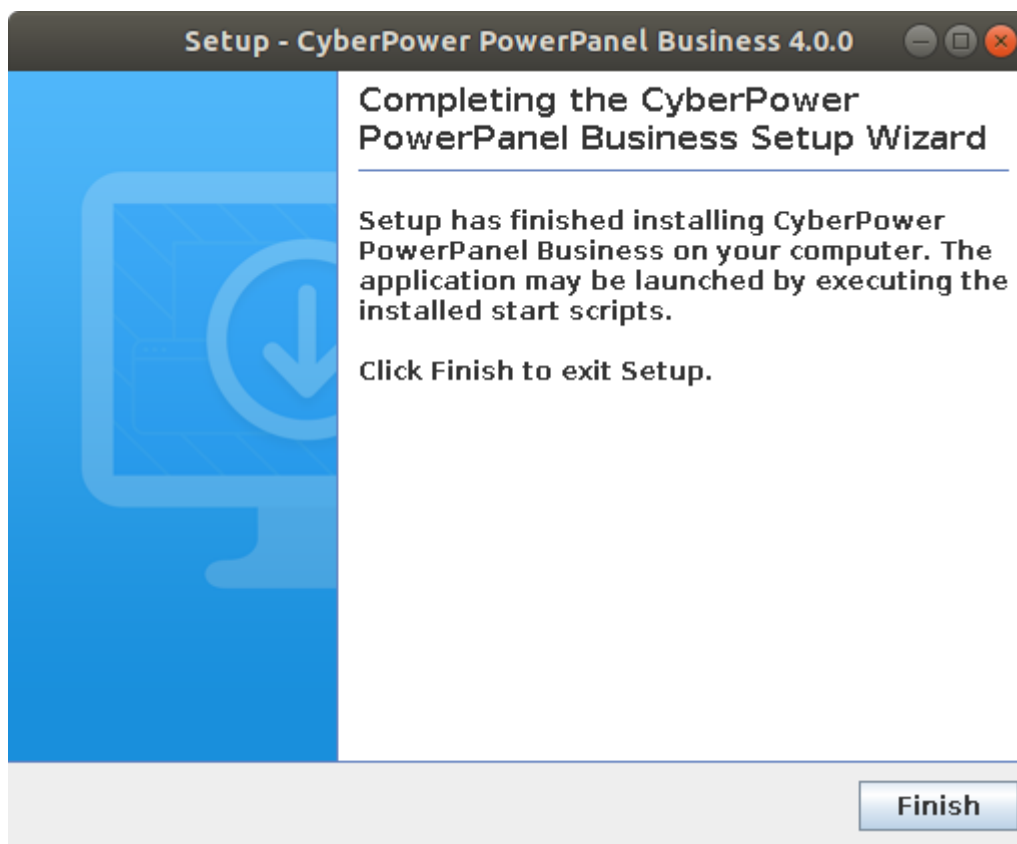 Setup - CyberPower PowerPanel Business 4.0.0
Completing the CyberPower
PowerPanel Business Setup Wizard
Setup has finished installing CyberPower
PowerPanel Business on your computer. The
application may be launched by executing the
installed start scripts.
Click Finish to exit Setup.
Finish